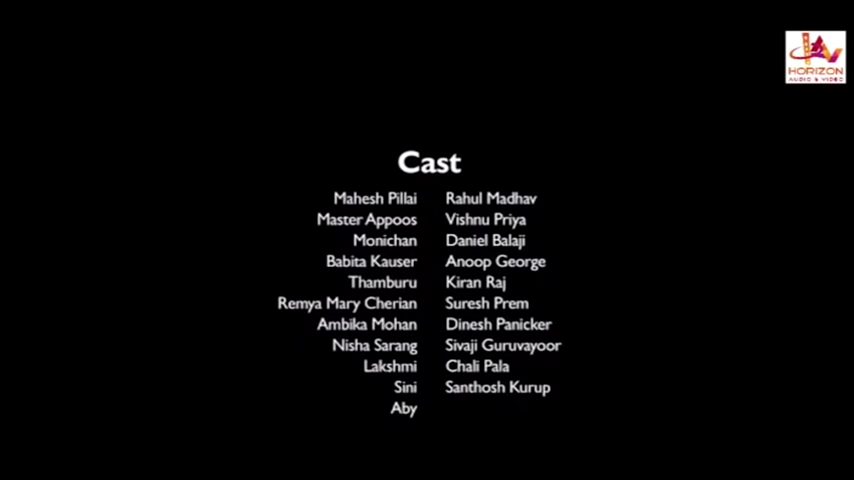 HORIZON
AUDIO & VIDEO
Cast
Mahesh Pillai Rahul Madhav
Master Appoos Vishnu Priya
Monichan Daniel Balaji
Babita Kauser Anoop George
Thamburu Kiran Raj
Remya Mary Cherian Suresh Prem
Ambika Mohan Dinesh Panicker
Nisha Sarang Sivaji Guruvayoor
Lakshmi Chali Pala
Sini Santhosh Kurup
Aby